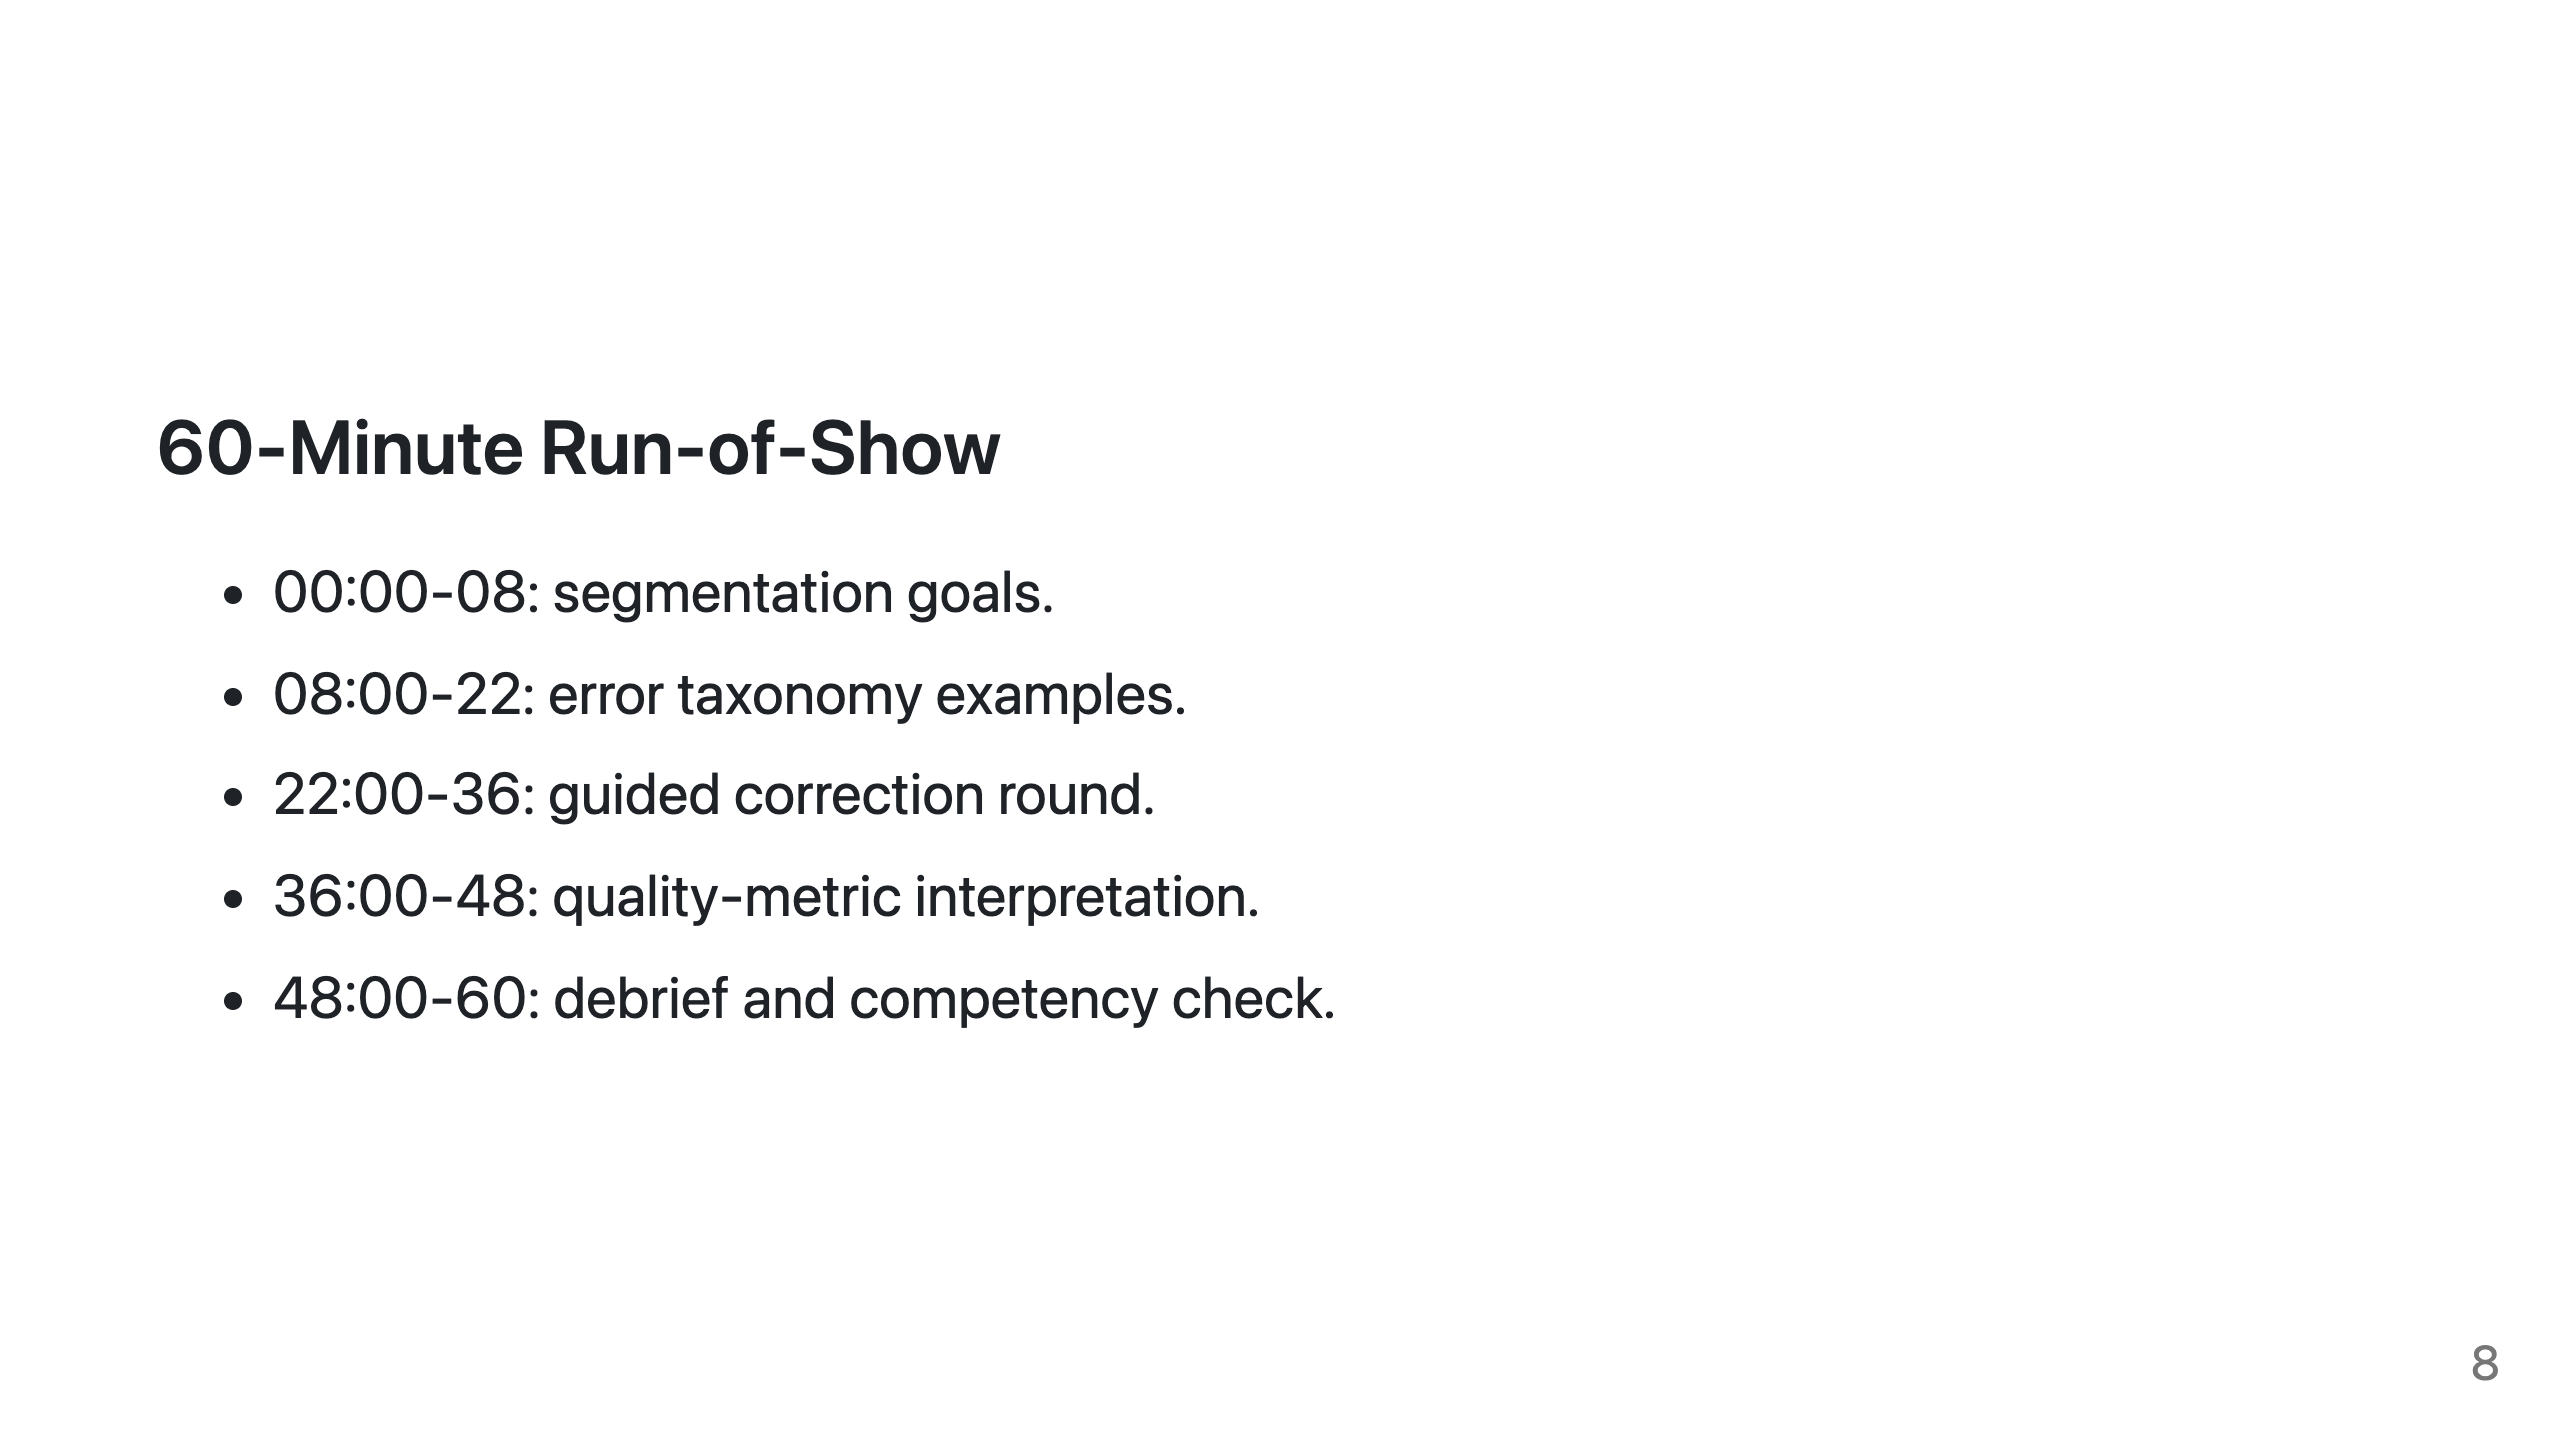 60-Minute Run-of-Show
• 00:00-08: segmentation goals.
• 08:00-22: error taxonomy examples.
• 22:00-36: guided correction round.
• 36:00-48: quality-metric interpretation.
• 48:00-60: debrief and competency check.
8